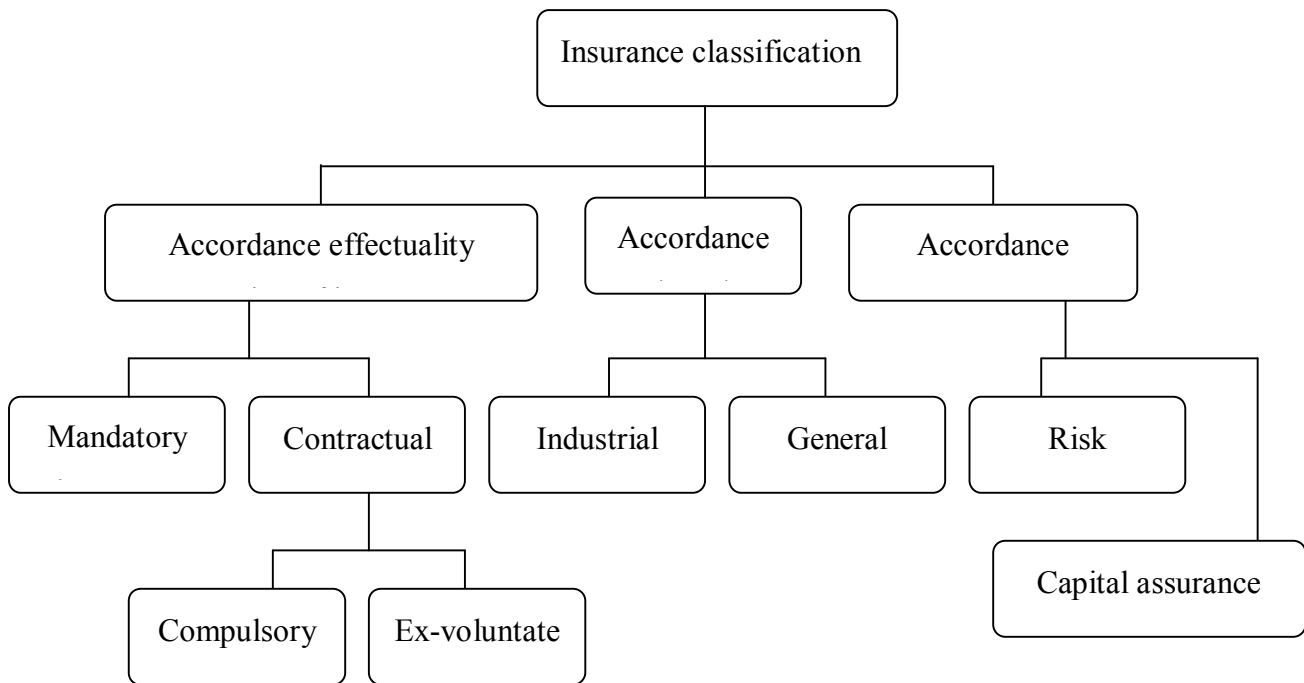 Insurance classification
Accordance effectuality
Accordance
Accordance
Mandatory
Contractual
Industrial
General
Risk
Capital assurance
Compulsory
Ex-voluntate